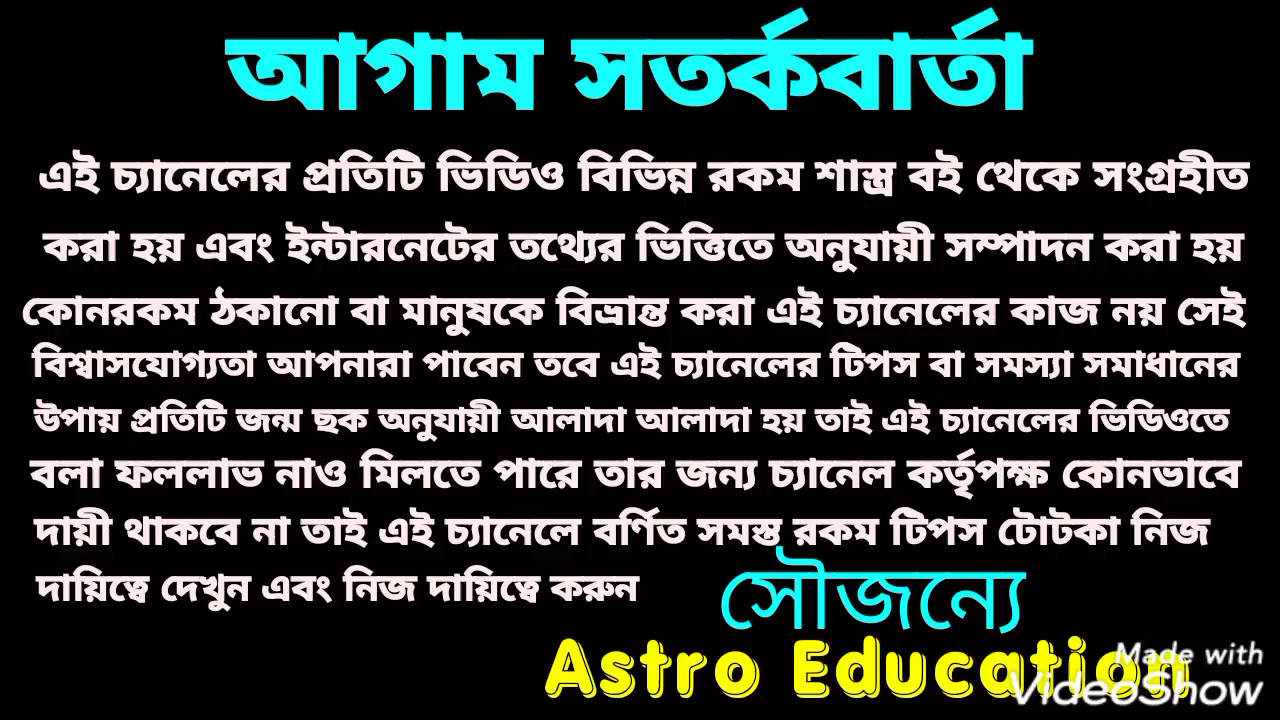 আগাম সতর্কবার্তা
এই চ্যানেলের প্রতিটি ভিডিও বিভিন্ন রকম শাস্ত্র বই থেকে সংগ্রহীত
করা হয় এবং ইন্টারনেটের তথ্যের ভিত্তিতে অনুযায়ী সম্পাদন করা হয়
কোনরকম ঠকানো বা মানুষকে বিভ্রান্ত করা এই চ্যানেলের কাজ নয় সেই
বিশ্বাসযোগ্যতা আপনারা পাবেন তবে এই চ্যানেলের টিপস বা সমস্যা সমাধানের
উপায় প্রতিটি জন্ম ছক অনুযায়ী আলাদা আলাদা হয় তাই এই চ্যানেলের ভিডিওতে
বলা ফললাভ নাও মিলতে পারে তার জন্য চ্যানেল কর্তৃপক্ষ কোনভাবে
দায়ী থাকবে না তাই এই চ্যানেলে বর্ণিত সমস্ত রকম টিপস টোটকা নিজ
দায়িত্বে দেখুন এবং নিজ দায়িত্বে করুন
সৌজন্যে
Astro Education
Made with
VideoShow